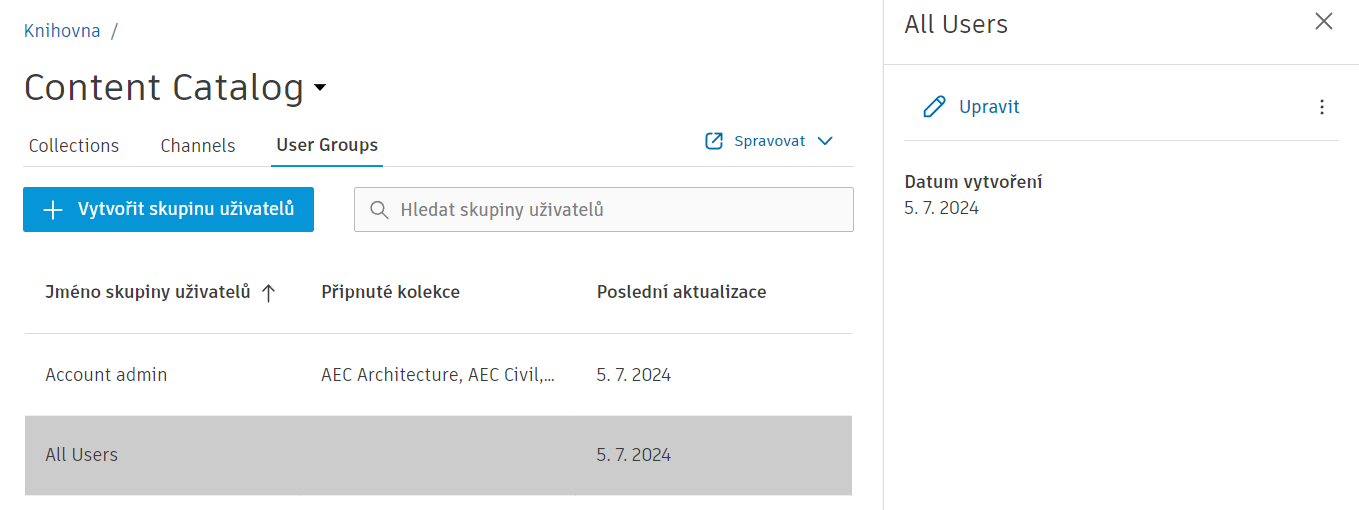 Knihovna /
Content Catalog
Collections Channels User Groups Spravovat
Vytvořit skupinu uživatelů Hledat skupiny uživatelů
Jméno skupiny uživatelů Připnuté kolekce Poslední aktualizace
Account admin AEC Architecture, AEC Civil,... 5. 7. 2024
All Users 5. 7. 2024
All Users
Upravit
Datum vytvoření
5. 7. 2024